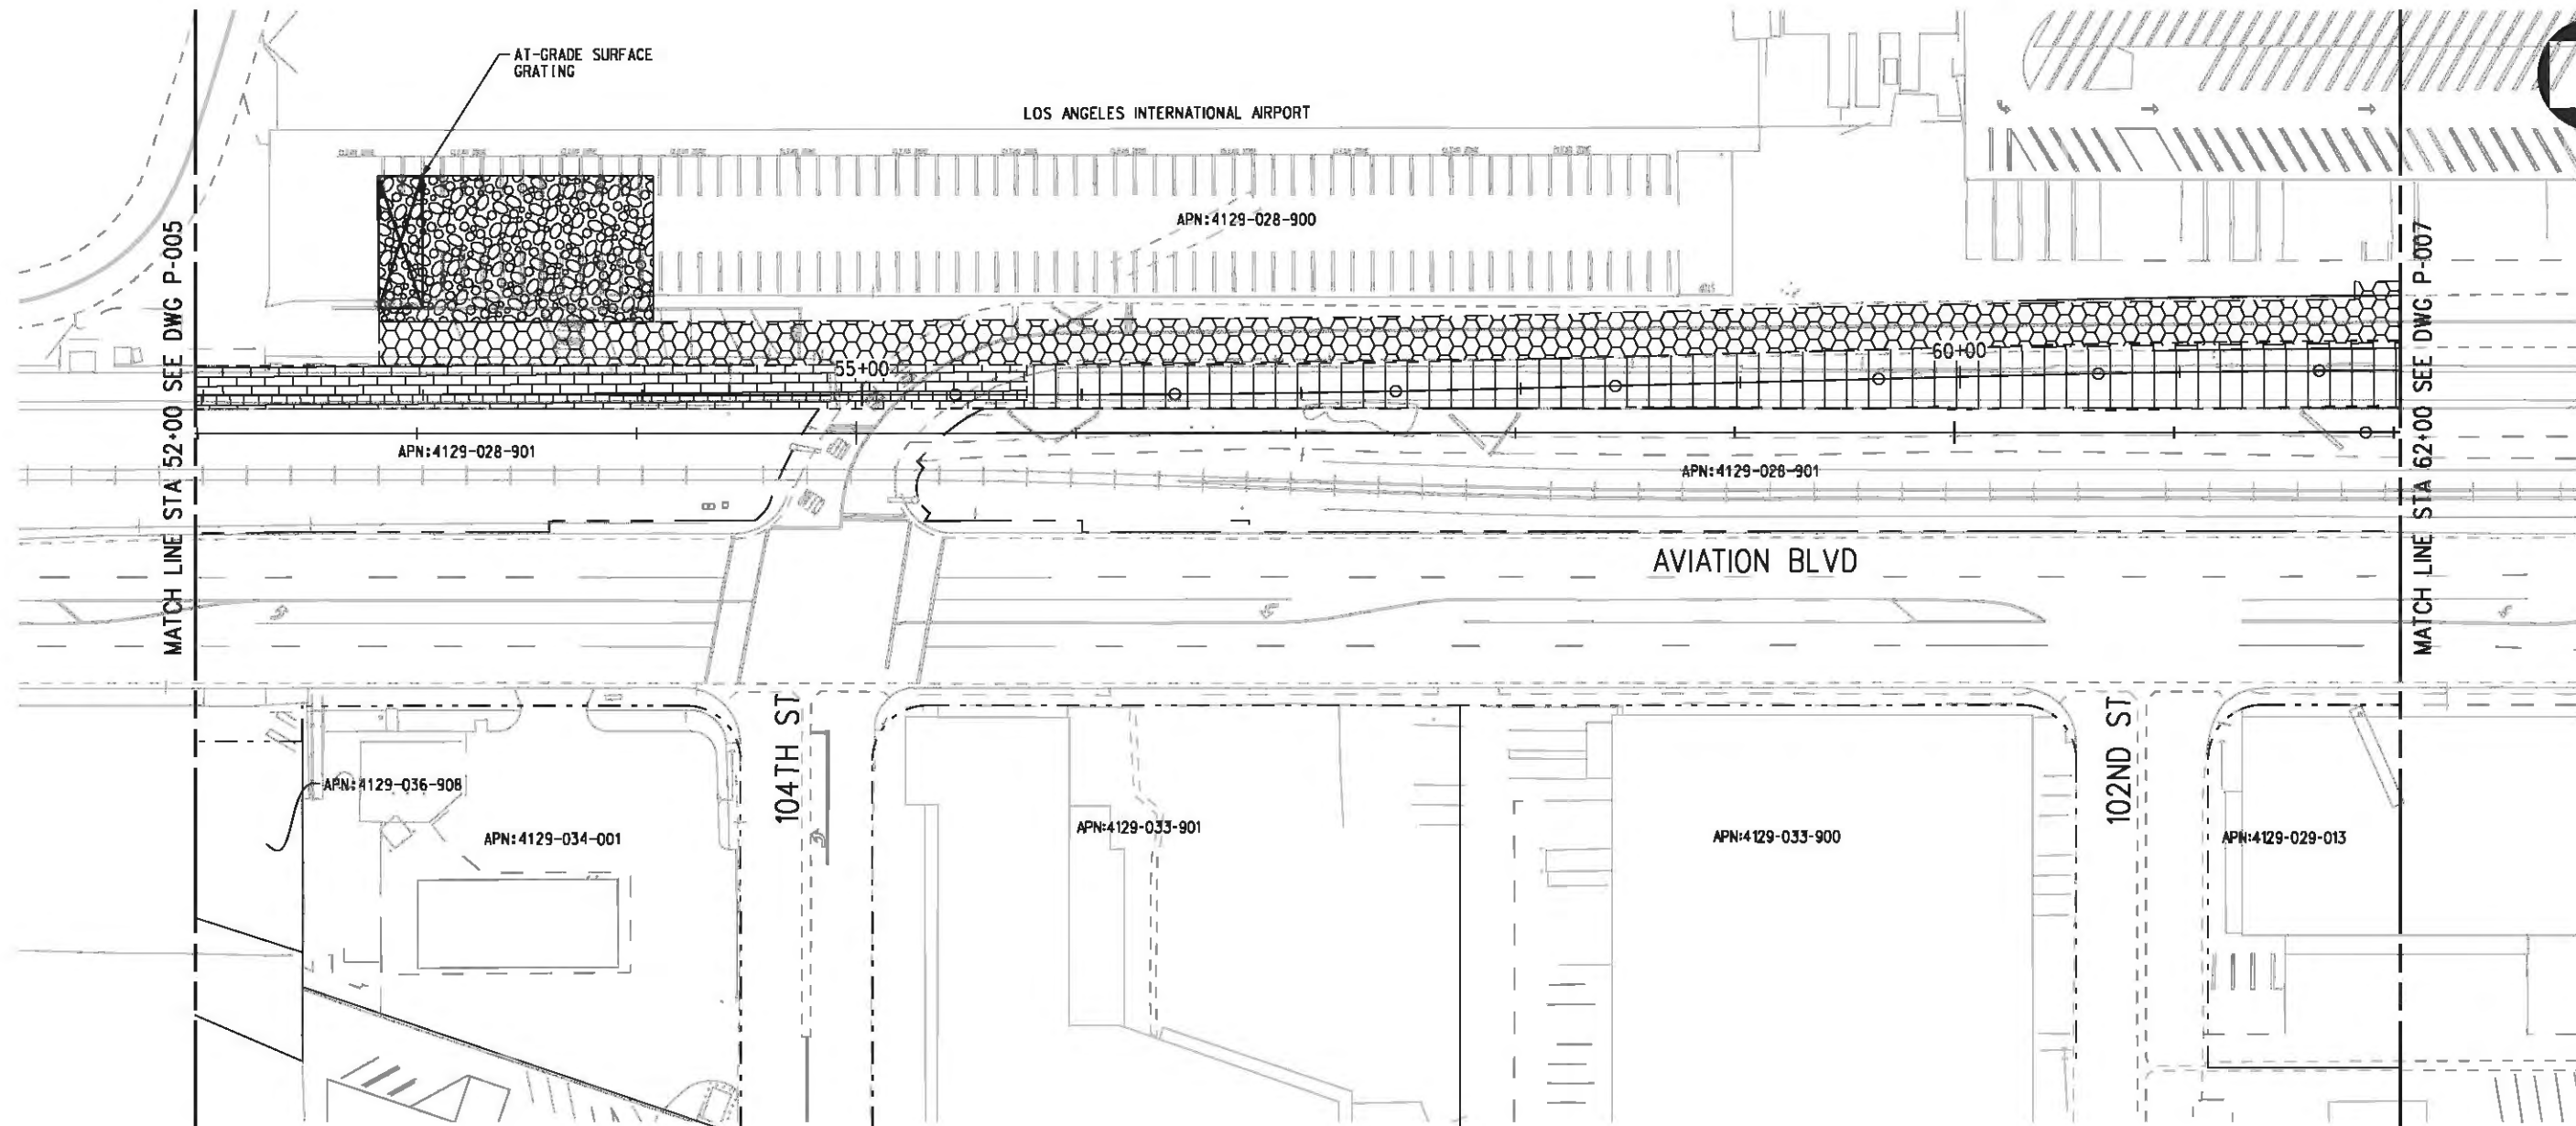 AT-GRADE SURFACE
GRATING
LOS ANGELES INTERNATIONAL AIRPORT
APN:4129-028-900
MATCH LINE STA 52+00 SEE DWG P-005
MATCH LINE STA 62+00 SEE DWG P-007
55+00
60+00
APN:4129-028-901
APN:4129-028-901
AVIATION BLVD
104TH ST
102ND ST
APN:4129-036-908
APN:4129-034-001
APN:4129-033-901
APN:4129-033-900
APN:4129-029-013